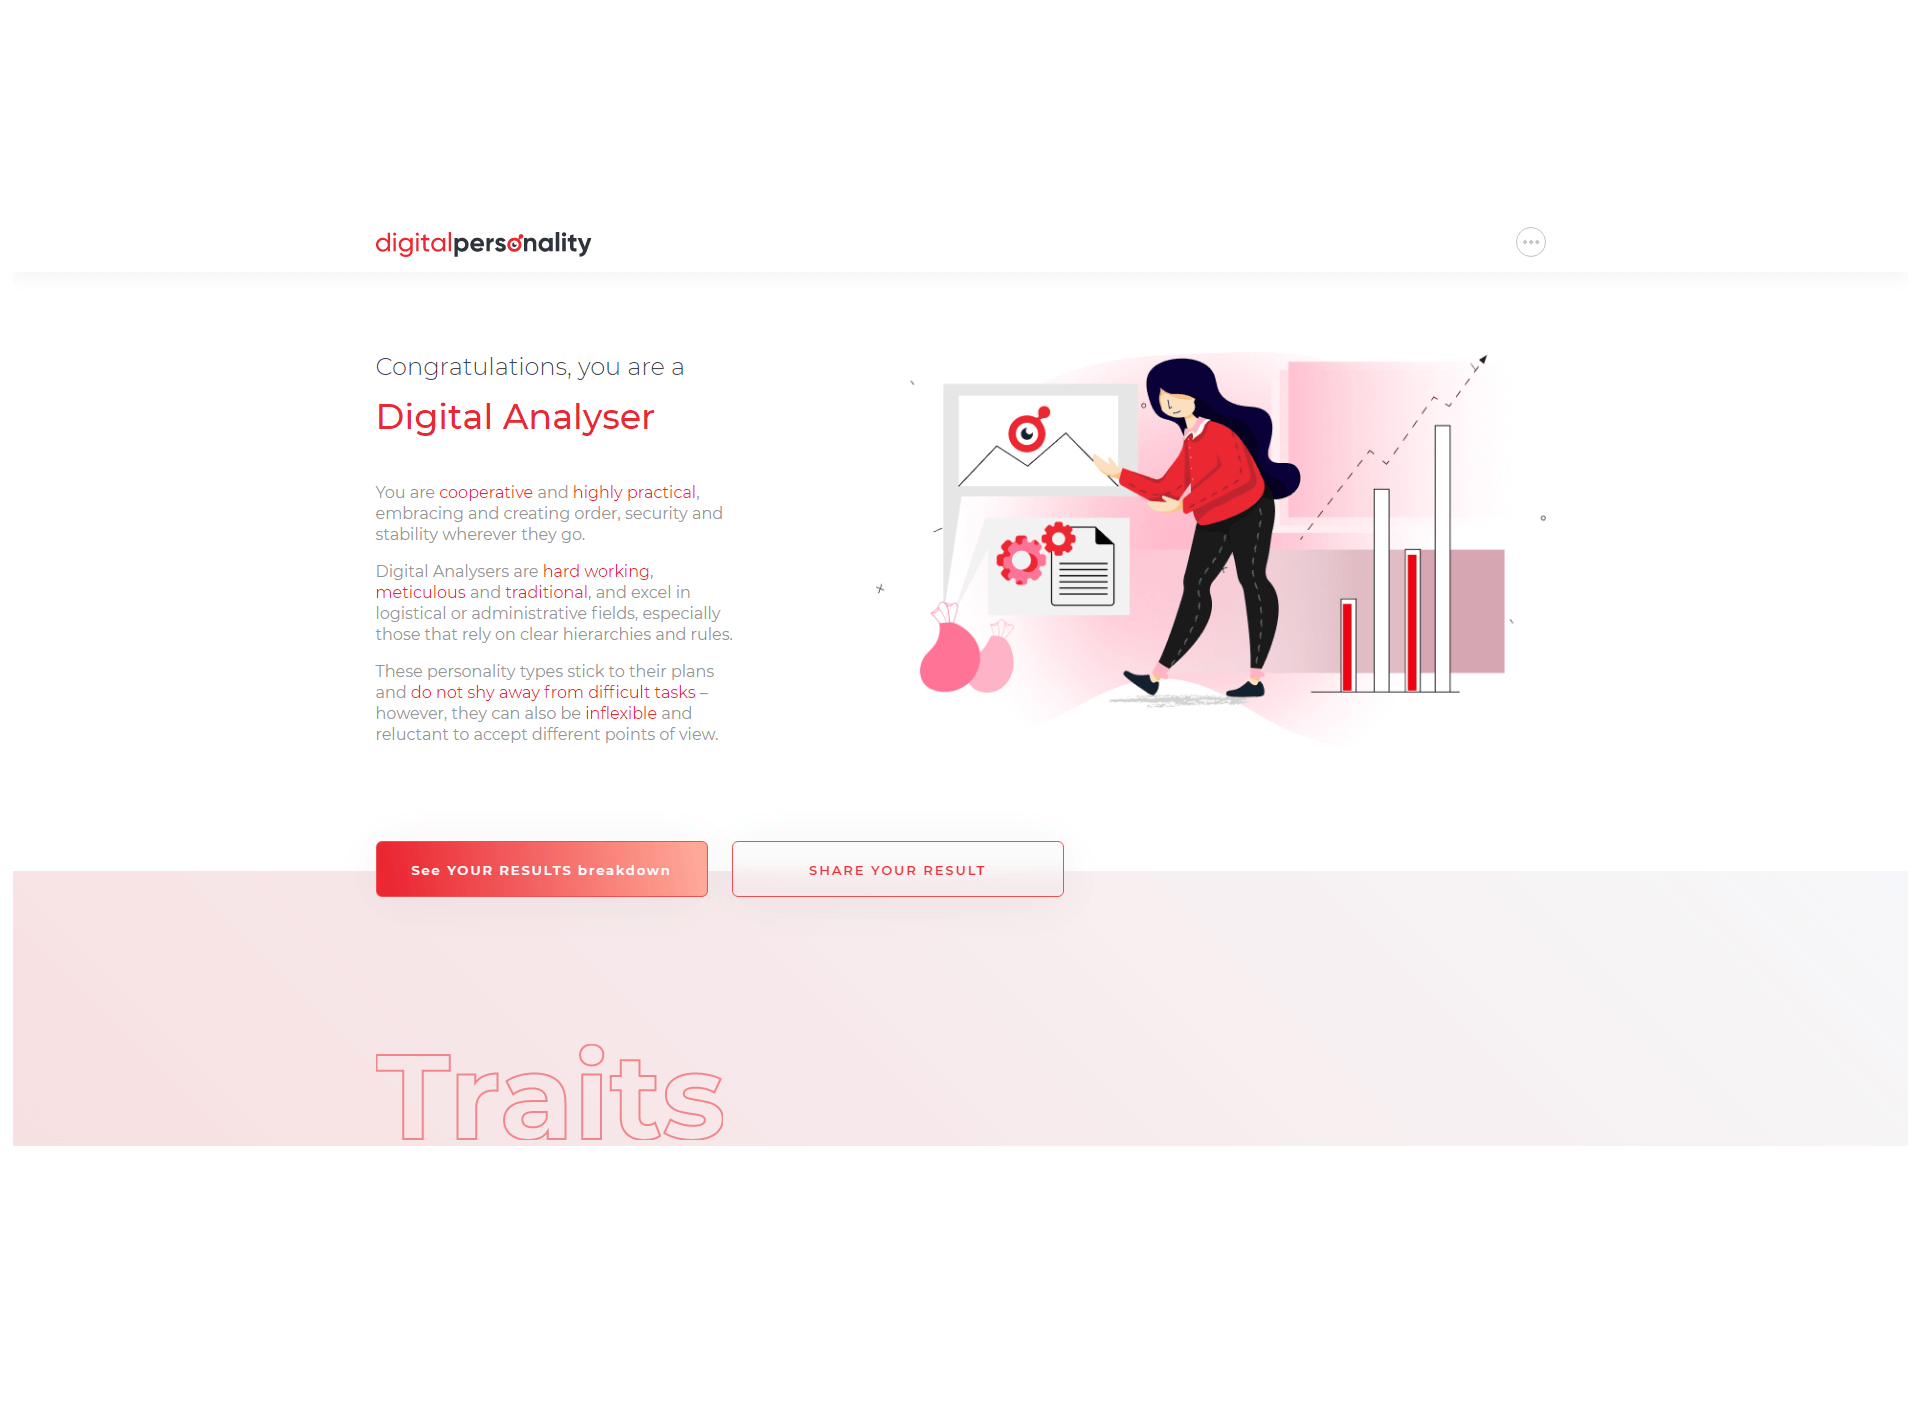 digitalpersonality
Congratulations, you are a
Digital Analyser
You are cooperative and highly practical,
embracing and creating order, security and
stability wherever they go.
Digital Analysers are hard working,
meticulous and traditional, and excel in
logistical or administrative fields, especially
those that rely on clear hierarchies and rules.
These personality types stick to their plans
and do not shy away from difficult tasks –
however, they can also be inflexible and
reluctant to accept different points of view.
See YOUR RESULTS breakdown
SHARE YOUR RESULT
Traits